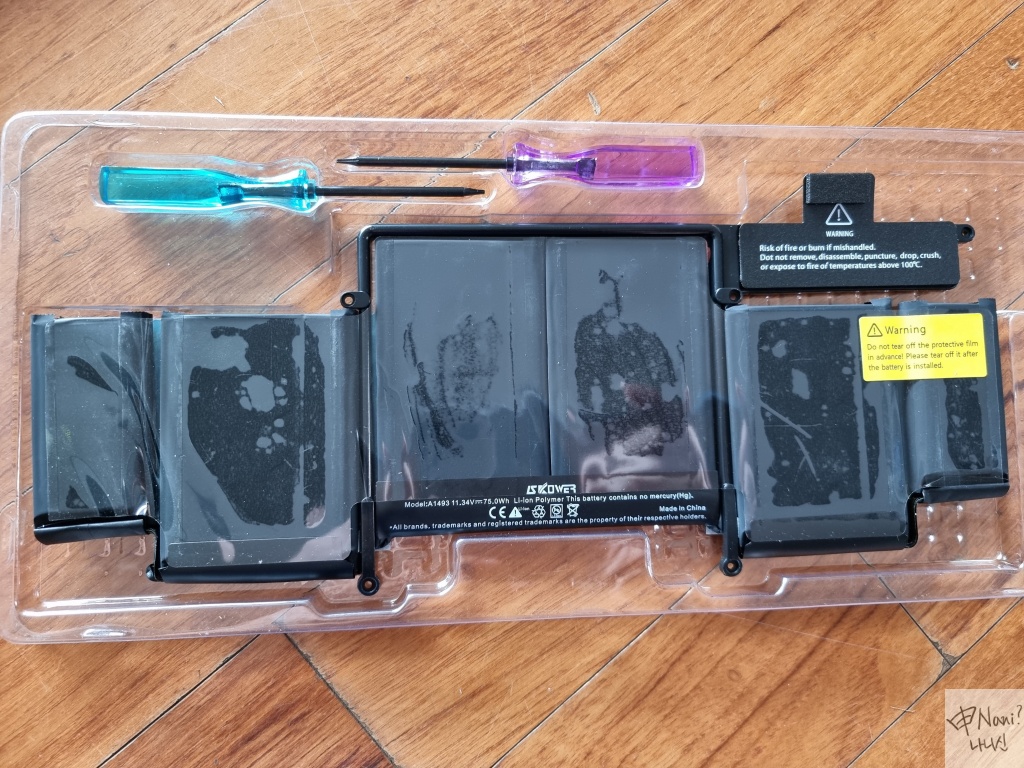 WARNING
Risk of fire or burn if mishandled.
Dot not remove, disassemble, puncture, drop, crush,
or expose to fire of temperatures above 100℃.
Warning
Do not tear off the protective film
in advance! Please tear off it after
the battery is installed.
ISKOWER
Model:A1493 11.34V⎓75.0Wh Li-ion Polymer This battery contains no mercury(Hg).
CE
Made in China
*All brands, trademarks and registered trademarks are the property of their respective holders.
Nani?